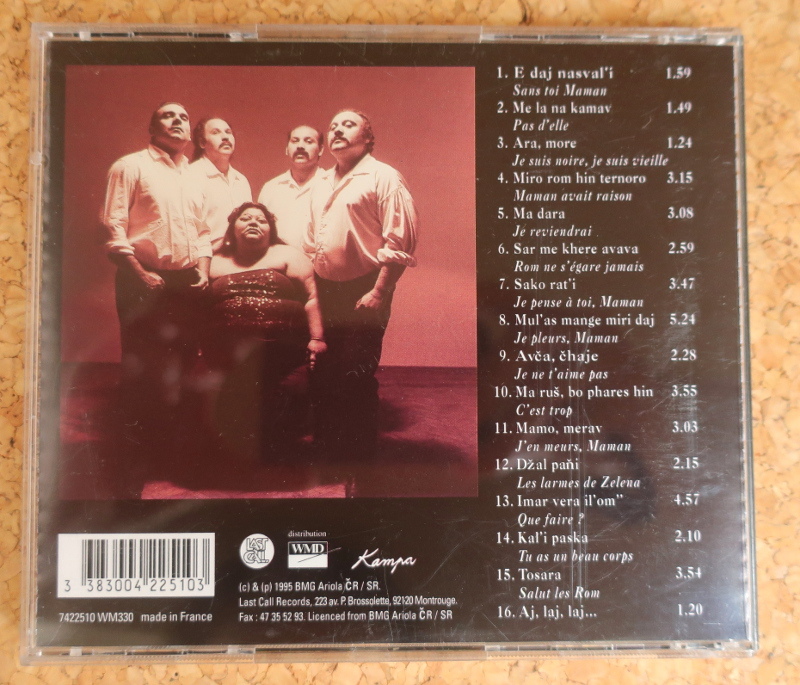 1. E daj nasval'i 1.59
Sans toi Maman
2. Me la na kamav 1.49
Pas d'elle
3. Ara, more 1.24
Je suis noire, je suis vieille
4. Miro rom hin ternoro 3.15
Maman avait raison
5. Ma dara 3.08
Je reviendrai
6. Sar me khere avava 2.59
Rom ne s'égare jamais
7. Sako rat'i 3.47
Je pense à toi, Maman
8. Mul'as mange miri daj 5.24
Je pleurs, Maman
9. Avča, čhaje 2.28
Je ne t'aime pas
10. Ma ruš, bo phares hin 3.55
C'est trop
11. Mamo, merav 3.03
J'en meurs, Maman
12. Džal paňi 2.15
Les larmes de Zelena
13. Imar vera il'om" 4.57
Que faire ?
14. Kal'i paska 2.10
Tu as un beau corps
15. Tosara 3.54
Salut les Rom
16. Aj, laj, laj... 1.20
3 383004 225103
7422510 WM330 made in France
LAST
CALL
distribution
WMD
Kampa
(c) & (p) 1995 BMG Ariola ČR / SR.
Last Call Records, 223 av. P. Brossolette, 92120 Montrouge.
Fax : 47 35 52 93. Licenced from BMG Ariola ČR / SR